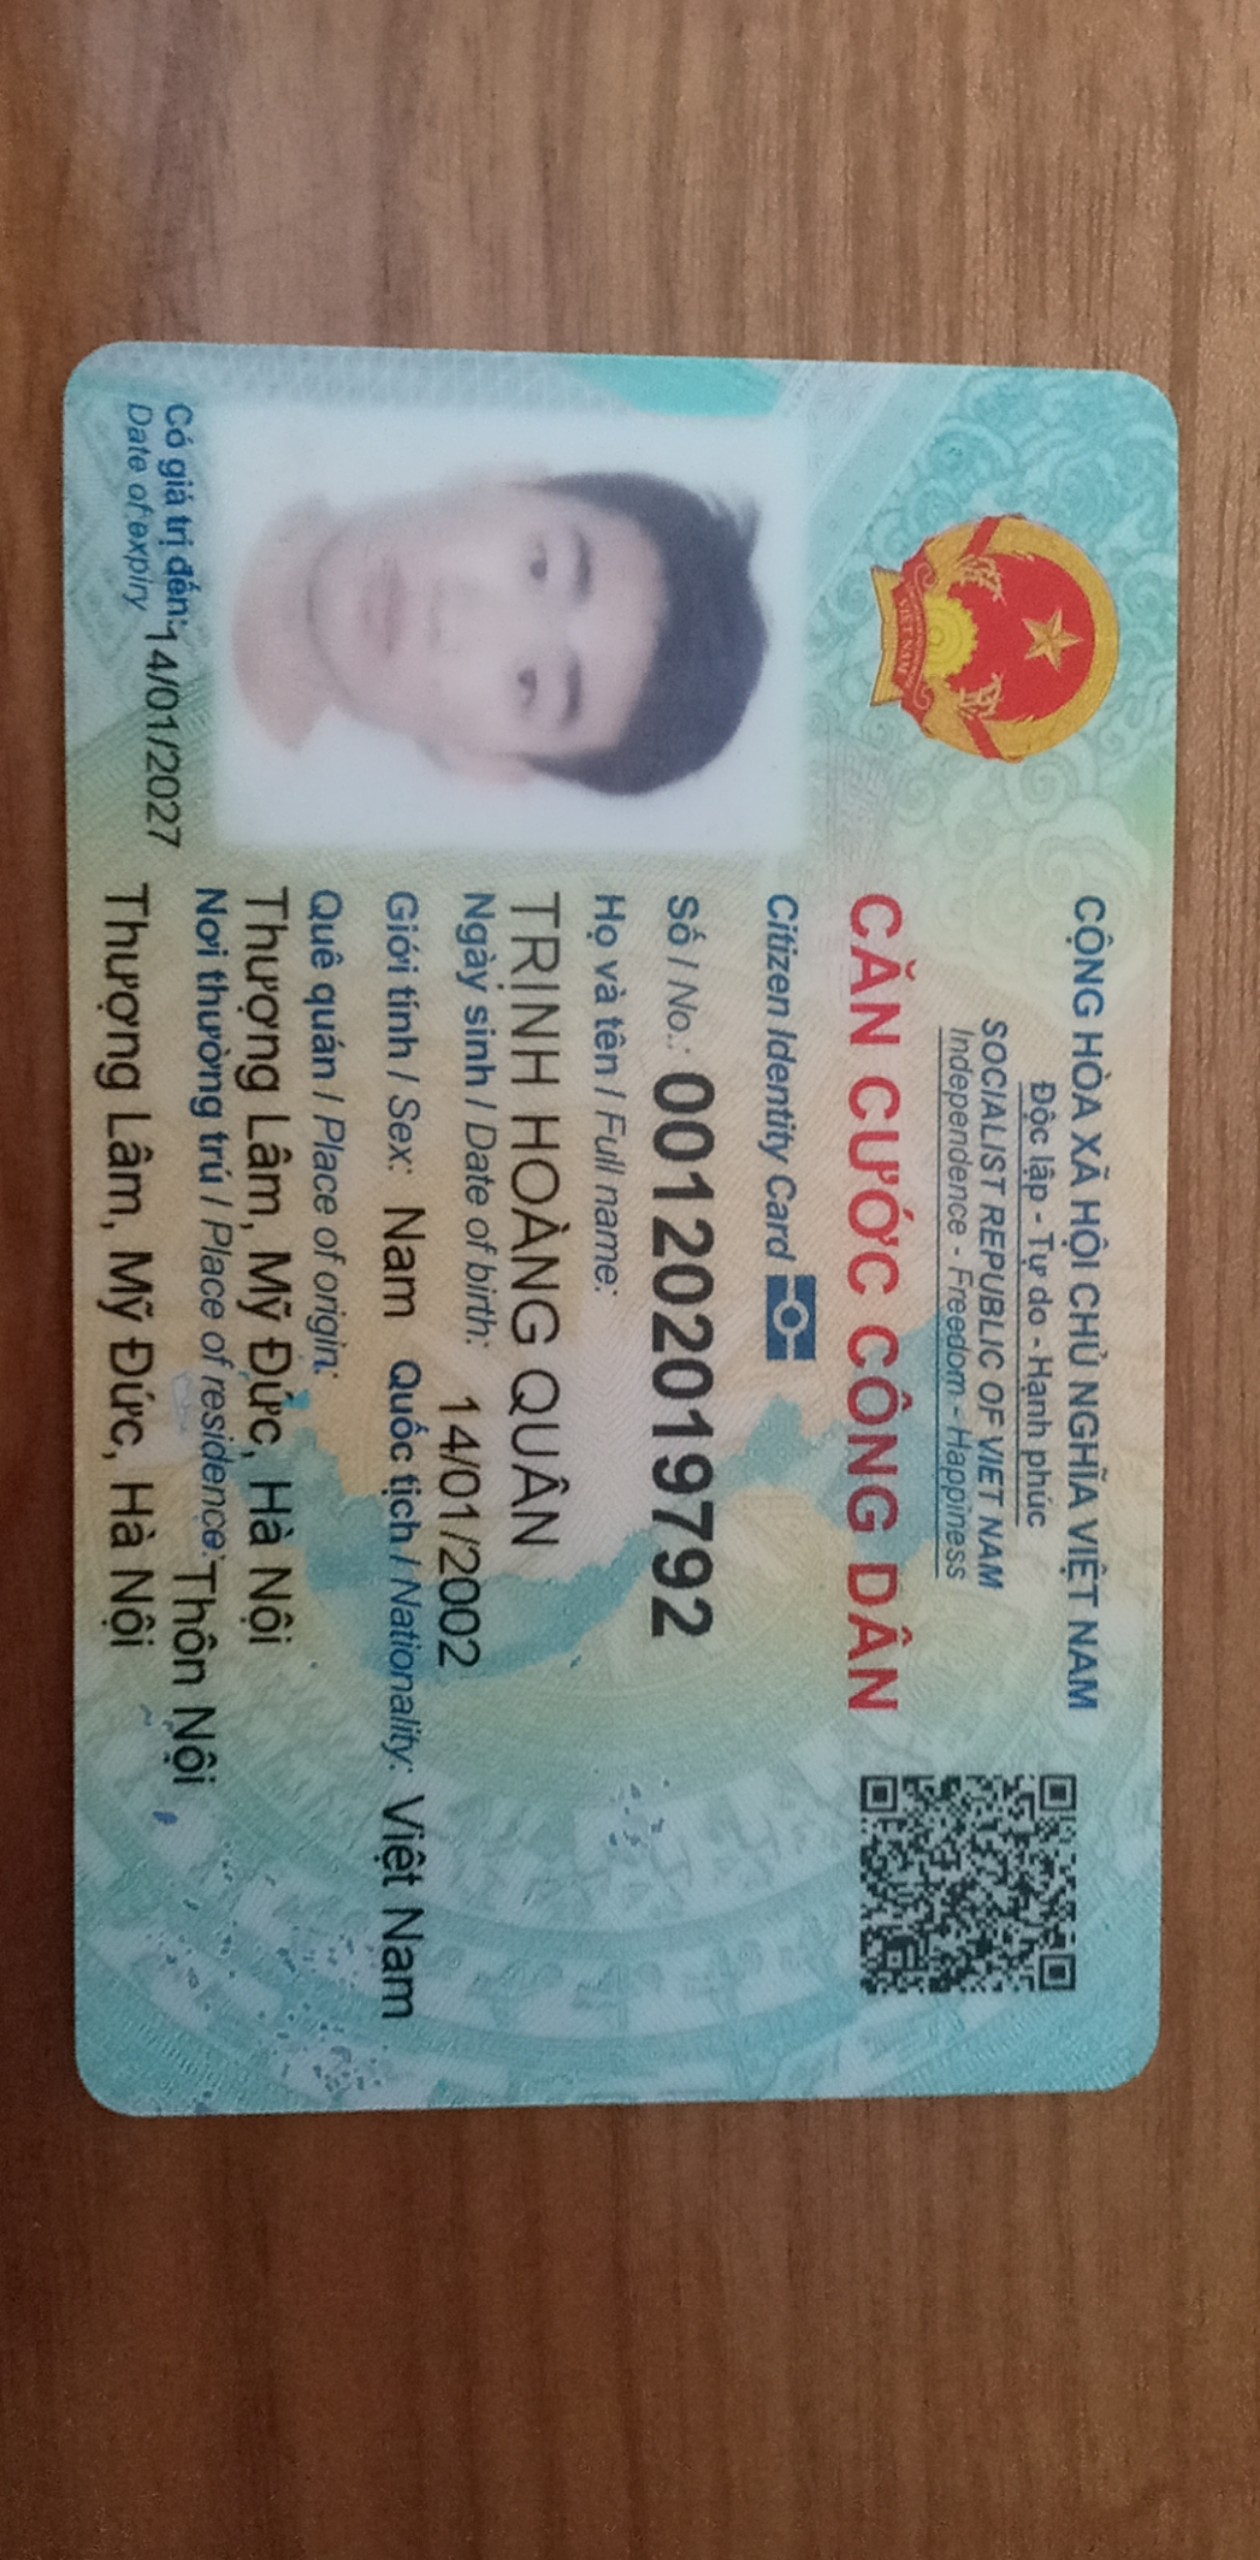 CỘNG HÒA XÃ HỘI CHỦ NGHĨA VIỆT NAM
Độc lập - Tự do - Hạnh phúc
SOCIALIST REPUBLIC OF VIET NAM
Independence - Freedom - Happiness
CĂN CƯỚC CÔNG DÂN
Citizen Identity Card
Số / No.: 001202019792
Họ và tên / Full name:
TRỊNH HOÀNG QUÂN
Ngày sinh / Date of birth: 14/01/2002
Giới tính / Sex: Nam Quốc tịch / Nationality: Việt Nam
Quê quán / Place of origin:
Thượng Lâm, Mỹ Đức, Hà Nội
Nơi thường trú / Place of residence: Thôn Nội
Thượng Lâm, Mỹ Đức, Hà Nội
Có giá trị đến: 14/01/2027
Date of expiry
VIỆT NAM